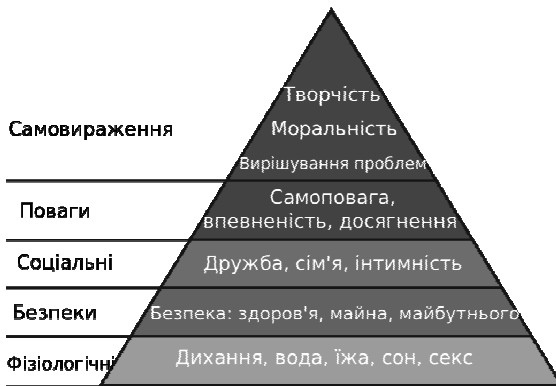 Творчість
Самовираження
Моральність
Вирішування проблем
Поваги
Самоповага,
впевненість, досягнення
Соціальні
Дружба, сім'я, інтимність
Безпеки
Безпека: здоров'я, майна, майбутнього
Фізіологічні
Дихання, вода, їжа, сон, секс